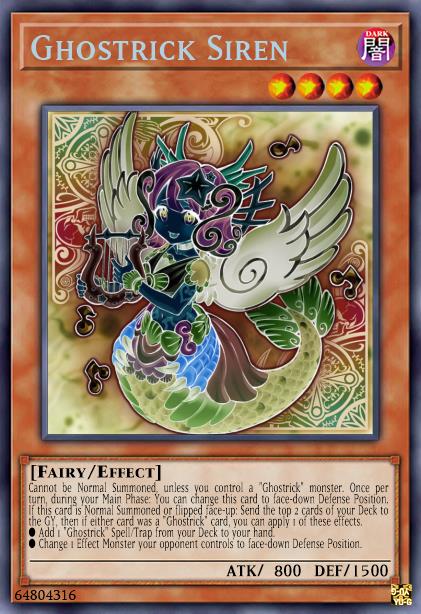 Ghostrick Siren
DARK
闇
[Fairy/Effect]
Cannot be Normal Summoned, unless you control a "Ghostrick" monster. Once per
turn, during your Main Phase: You can change this card to face-down Defense Position.
If this card is Normal Summoned or flipped face-up: Send the top 2 cards of your Deck to
the GY, then if either card was a "Ghostrick" card, you can apply 1 of these effects.
● Add 1 "Ghostrick" Spell/Trap from your Deck to your hand.
● Change 1 Effect Monster your opponent controls to face-down Defense Position.
ATK/ 800 DEF/1500
64804316